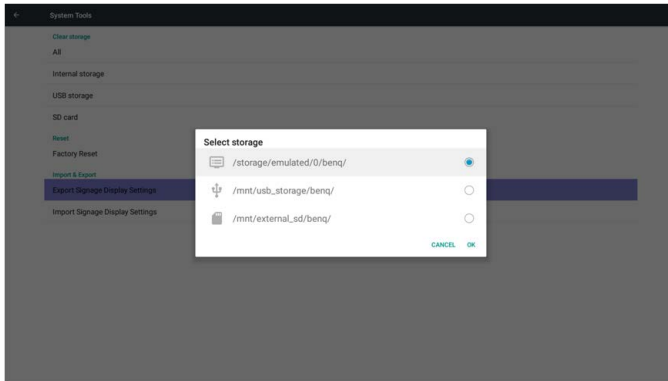 System Tools
Clear storage
All
Internal storage
USB storage
SD card
Reset
Factory Reset
Import & Export
Export Signage Display Settings
Import Signage Display Settings
Select storage
/storage/emulated/0/benq/
/mnt/usb_storage/benq/
/mnt/external_sd/benq/
CANCEL OK